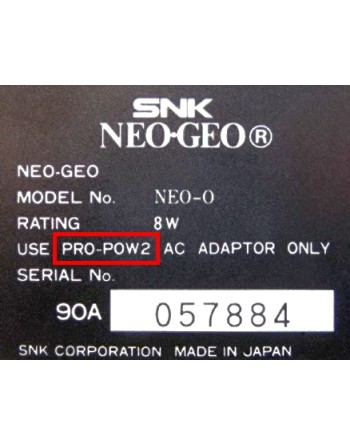 SNK
NEO·GEO®
NEO-GEO
MODEL No. NEO-O
RATING 8W
USE PRO-POW2 AC ADAPTOR ONLY
SERIAL No.
90A 057884
SNK CORPORATION MADE IN JAPAN